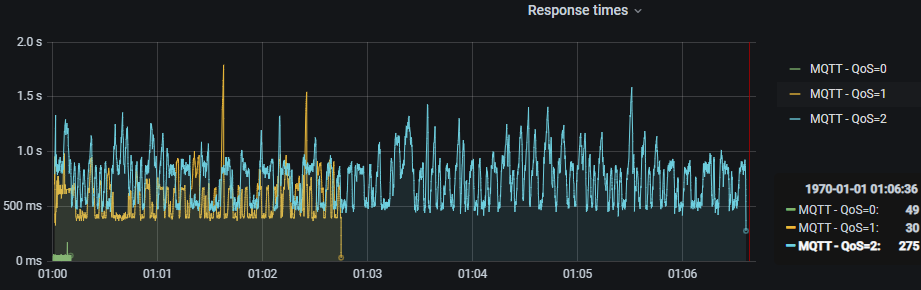 Response times
2.0 s
1.5 s
1.0 s
500 ms
0 ms
01:00 01:01 01:02 01:03 01:04 01:05 01:06
MQTT - QoS=0
MQTT - QoS=1
MQTT - QoS=2
1970-01-01 01:06:36
MQTT - QoS=0: 49
MQTT - QoS=1: 30
MQTT - QoS=2: 275